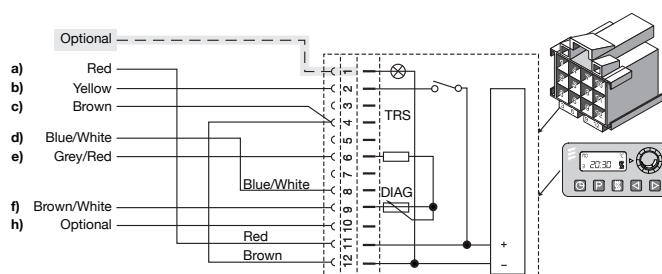 Optional
a) Red
b) Yellow
c) Brown
d) Blue/White
e) Grey/Red
Blue/White
f) Brown/White
h) Optional
Red
Brown
1
2
3
4
5
6
7
8
9
10
11
12
TRS
DIAG
+
−
20:30
P